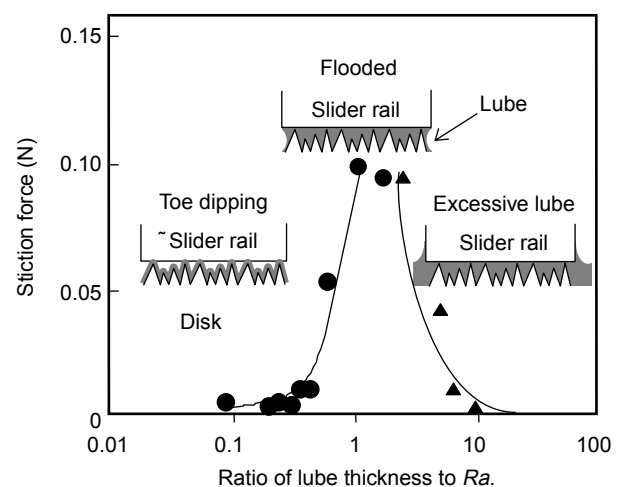 0.15
Flooded
Slider rail
Lube
0.10
Toe dipping
˜Slider rail
Excessive lube
Slider rail
0.05
Disk
0
0.01
0.1
1
10
100
Stiction force (N)
Ratio of lube thickness to Ra.